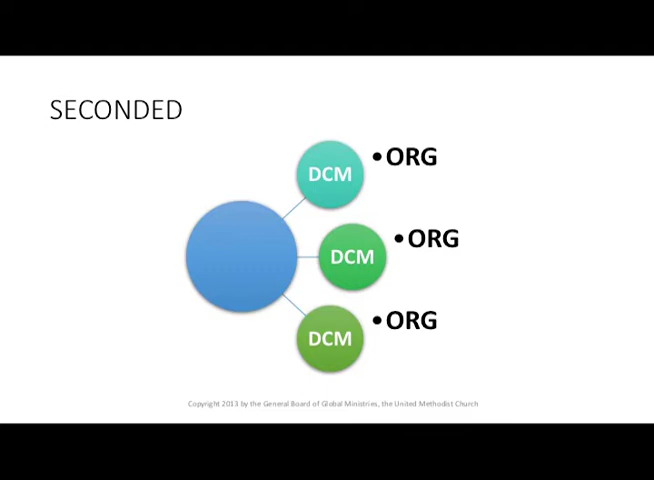 SECONDED
DCM
•ORG
DCM
•ORG
DCM
•ORG
Copyright 2013 by the General Board of Global Ministries, the United Methodist Church